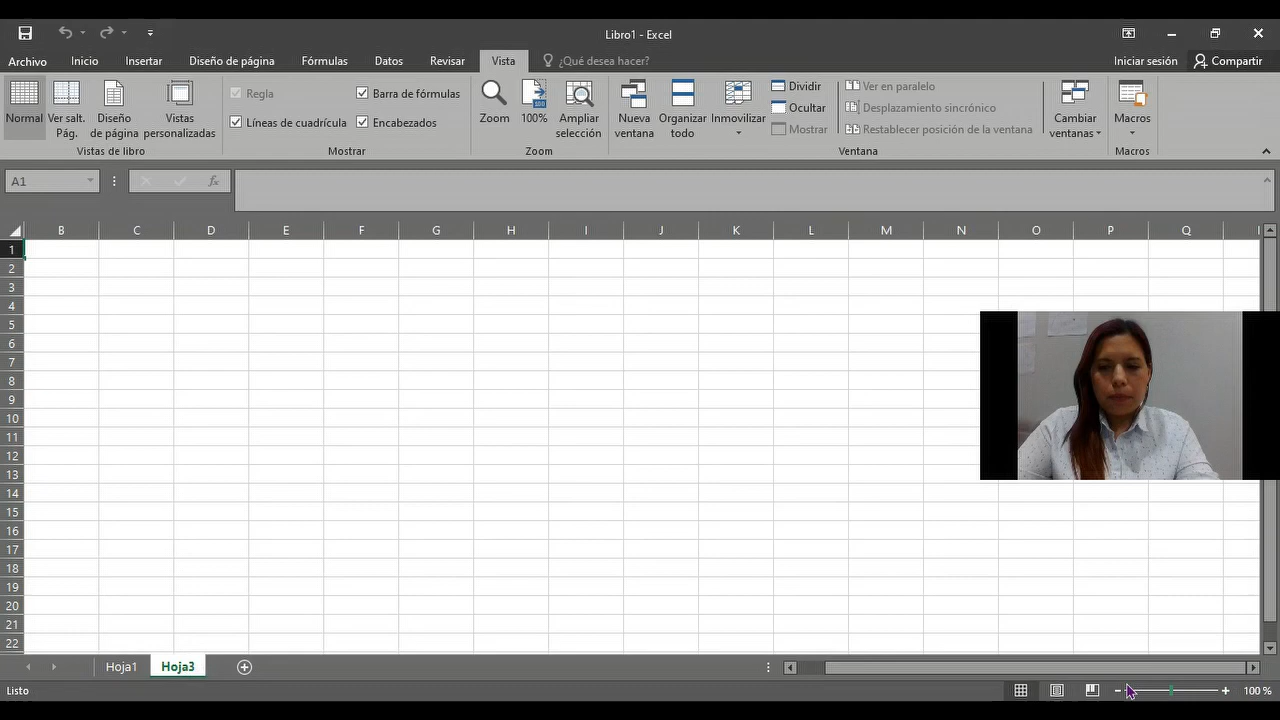 Libro1 - Excel
Archivo Inicio Insertar Diseño de página Fórmulas Datos Revisar Vista ¿Qué desea hacer? Iniciar sesión Compartir
Normal
Ver salt. Pág.
Diseño de página
Vistas personalizadas
Vistas de libro
Regla
Barra de fórmulas
Líneas de cuadrícula
Encabezados
Mostrar
Zoom
100%
Ampliar selección
Zoom
Nueva ventana
Organizar todo
Inmovilizar
Dividir
Ocultar
Mostrar
Ver en paralelo
Desplazamiento sincrónico
Restablecer posición de la ventana
Ventana
Cambiar ventanas
Macros
Macros
A1
fx
B C D E F G H I J K L M N O P Q
1
2
3
4
5
6
7
8
9
10
11
12
13
14
15
16
17
18
19
20
21
22
Hoja1 Hoja3
Listo
100 %